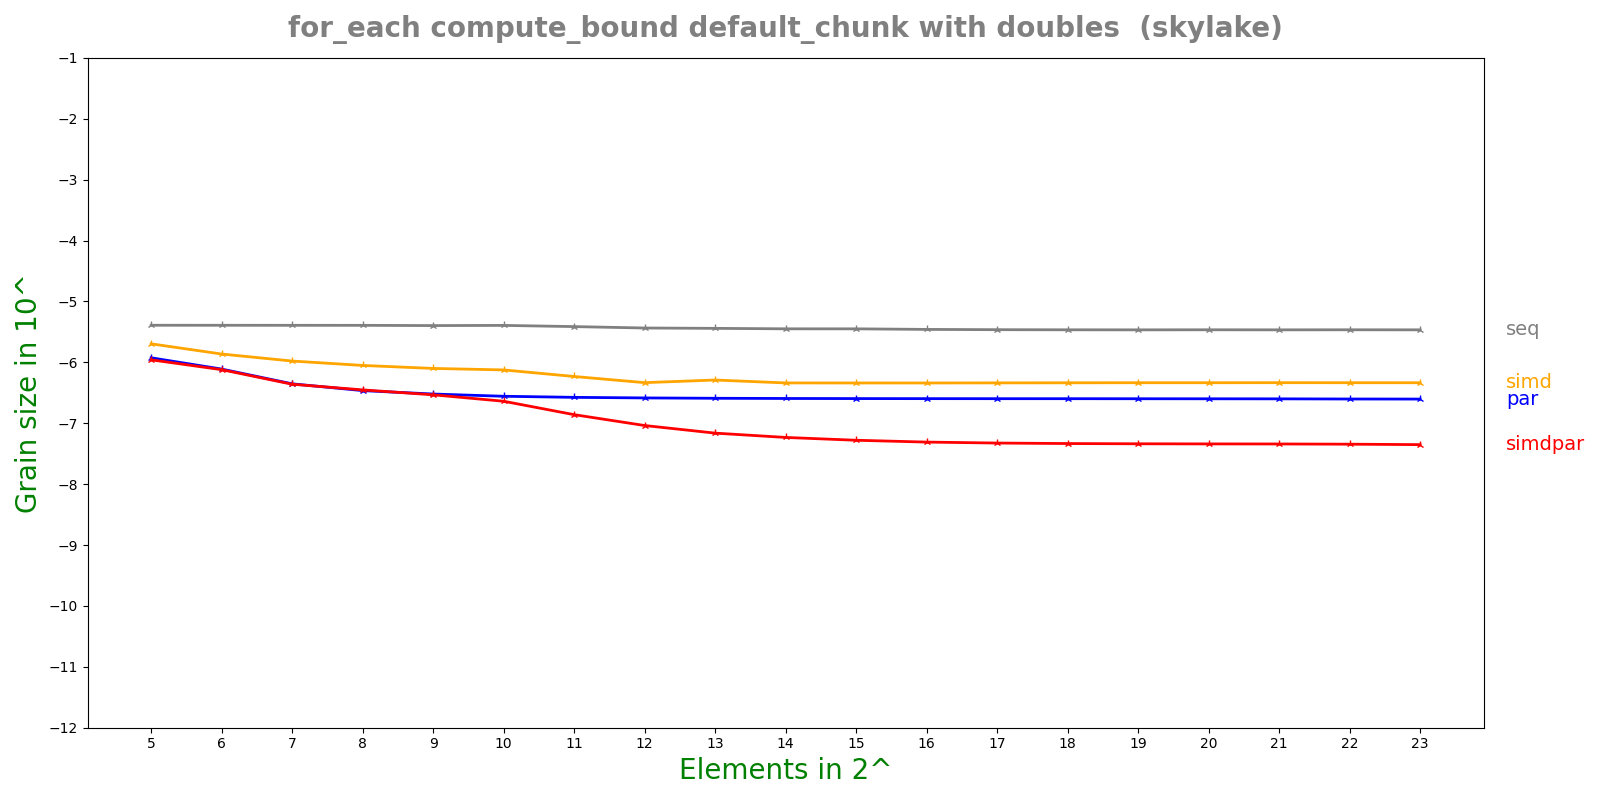 for_each compute_bound default_chunk with doubles  (skylake)
−1
−2
−3
−4
−5
−6
−7
−8
−9
−10
−11
−12
Grain size in 10^
seq
simd
par
simdpar
5 6 7 8 9 10 11 12 13 14 15 16 17 18 19 20 21 22 23
Elements in 2^